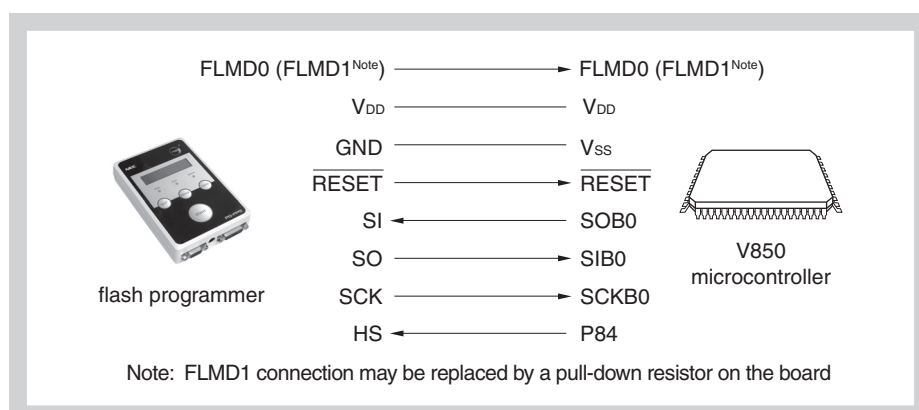 FLMD0 (FLMD1Note) FLMD0 (FLMD1Note)
VDD VDD
GND VSS
RESET RESET
SI SOB0
SO SIB0
SCK SCKB0
HS P84
NEC
flash programmer
V850
microcontroller
Note: FLMD1 connection may be replaced by a pull-down resistor on the board